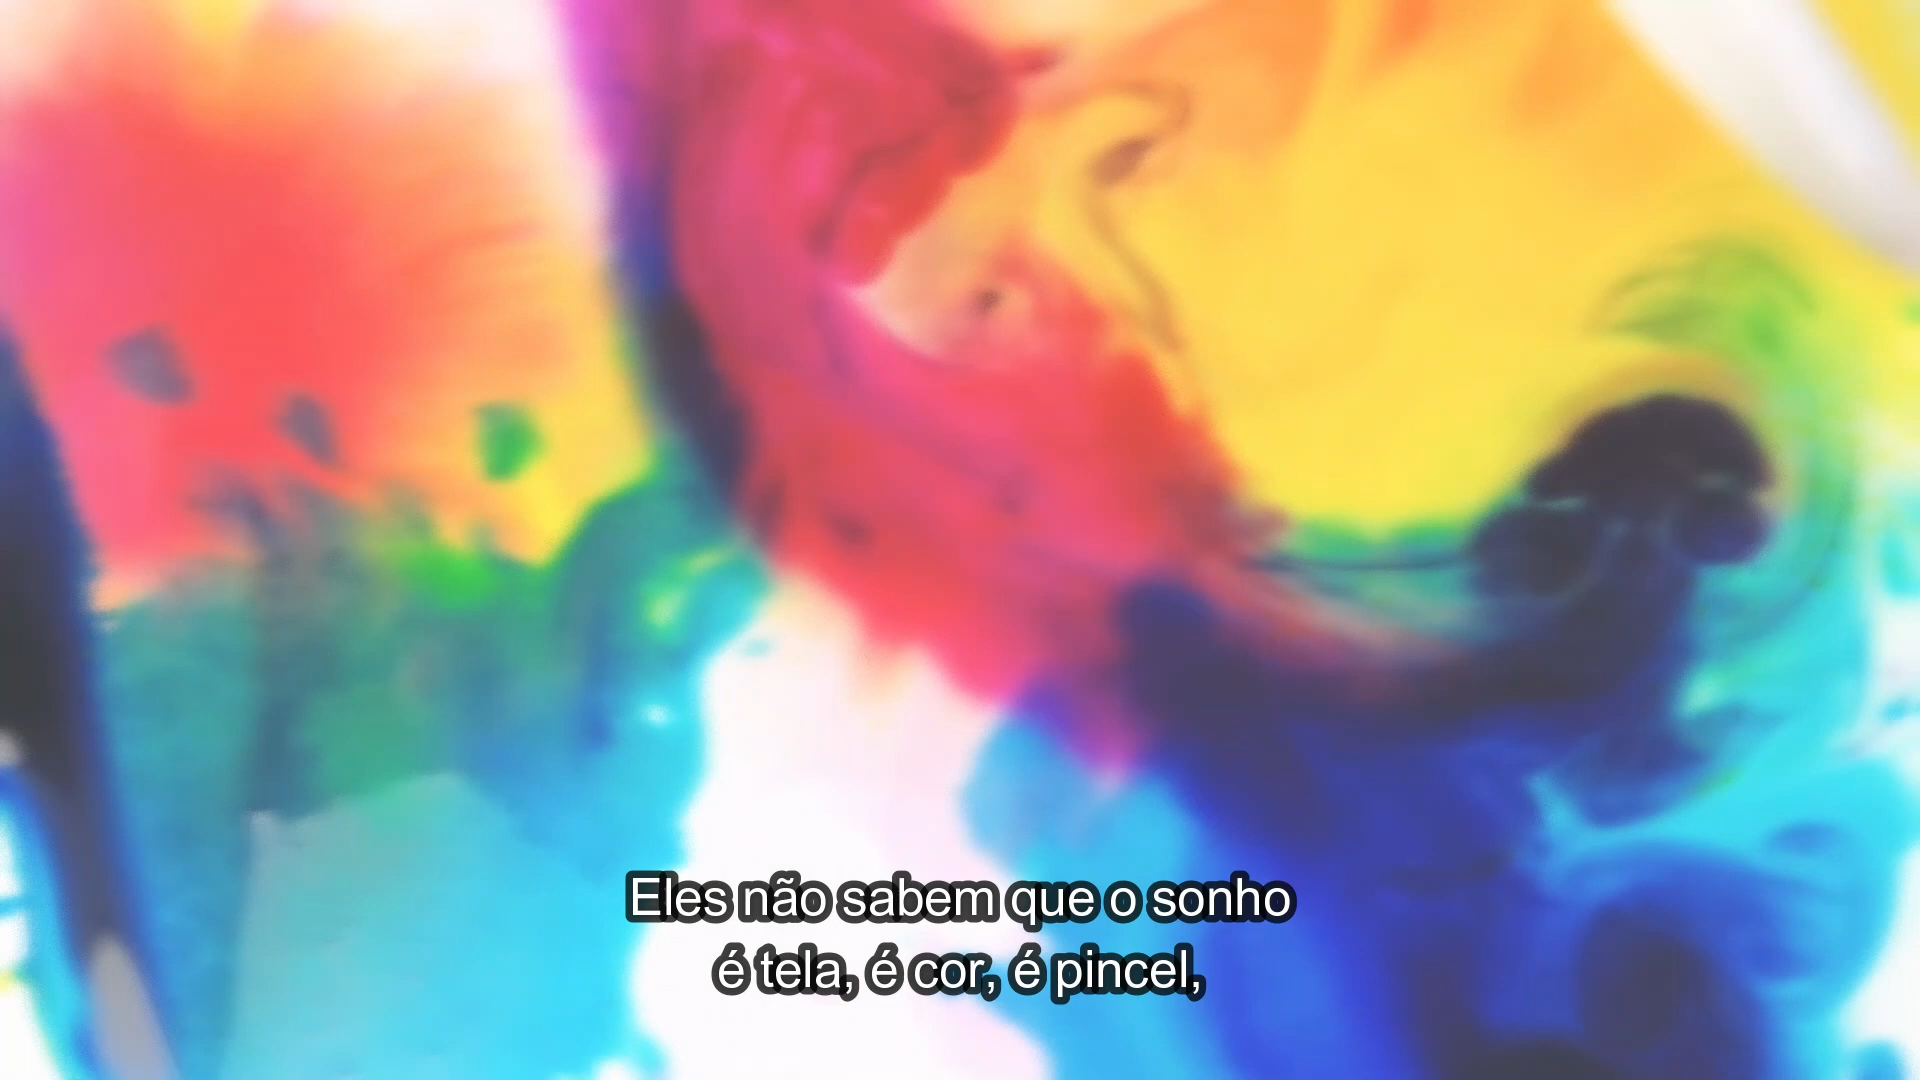 Eles não sabem que o sonho
é tela, é cor, é pincel,